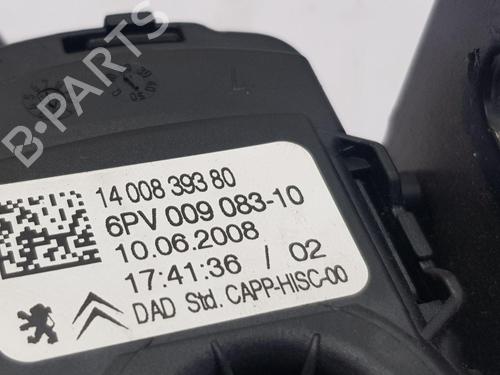 B-PARTS
14 008 393 80
6PV 009 083-10
10.06.2008
17:41:36 / 02
DAD Std. CAPP-HISC-00